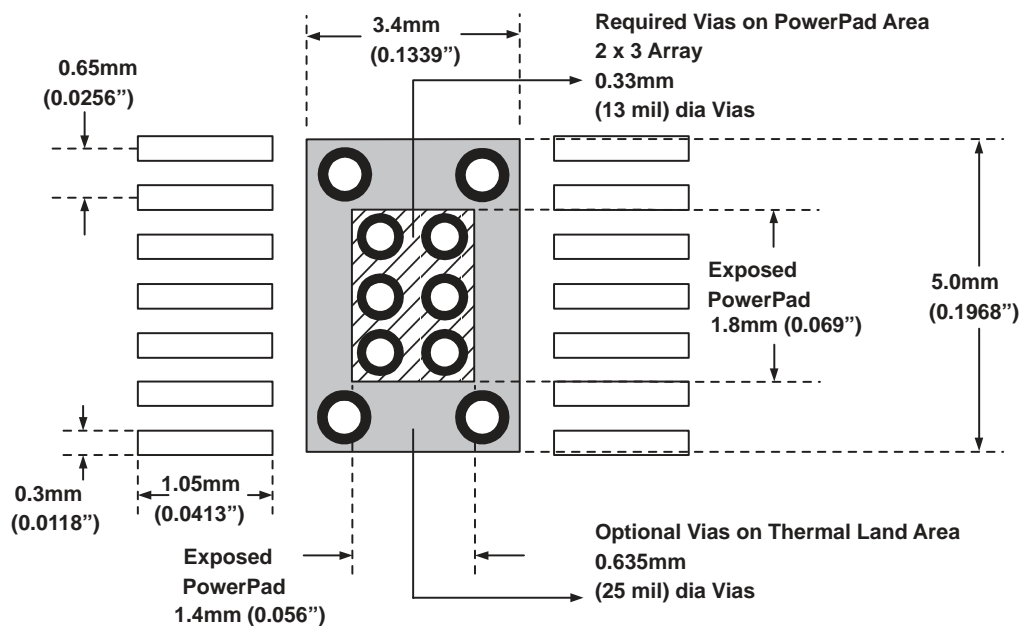 3.4mm
(0.1339”)
Required Vias on PowerPad Area
2 x 3 Array
0.33mm
(13 mil) dia Vias
0.65mm
(0.0256”)
Exposed
PowerPad
1.8mm (0.069”)
5.0mm
(0.1968”)
0.3mm
(0.0118”)
1.05mm
(0.0413”)
Exposed
PowerPad
1.4mm (0.056”)
Optional Vias on Thermal Land Area
0.635mm
(25 mil) dia Vias